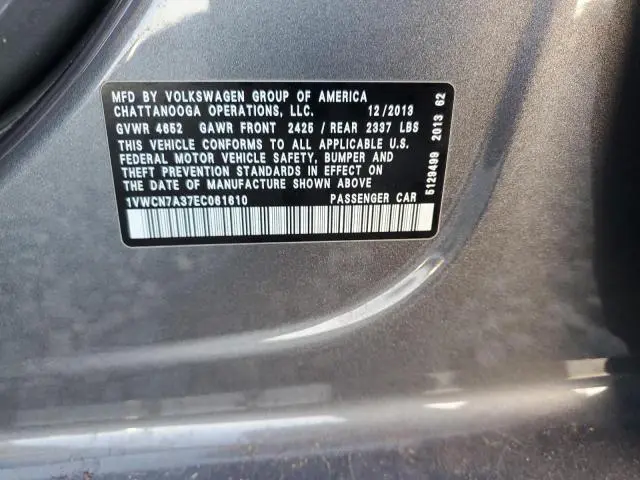 MFD BY VOLKSWAGEN GROUP OF AMERICA
CHATTANOOGA OPERATIONS, LLC. 12/2013
GVWR 4652 GAWR FRONT 2425 / REAR 2337 LBS
THIS VEHICLE CONFORMS TO ALL APPLICABLE U.S.
FEDERAL MOTOR VEHICLE SAFETY, BUMPER AND
THEFT PREVENTION STANDARDS IN EFFECT ON
THE DATE OF MANUFACTURE SHOWN ABOVE
1VWCN7A37EC061610 PASSENGER CAR
5129499 2013 62